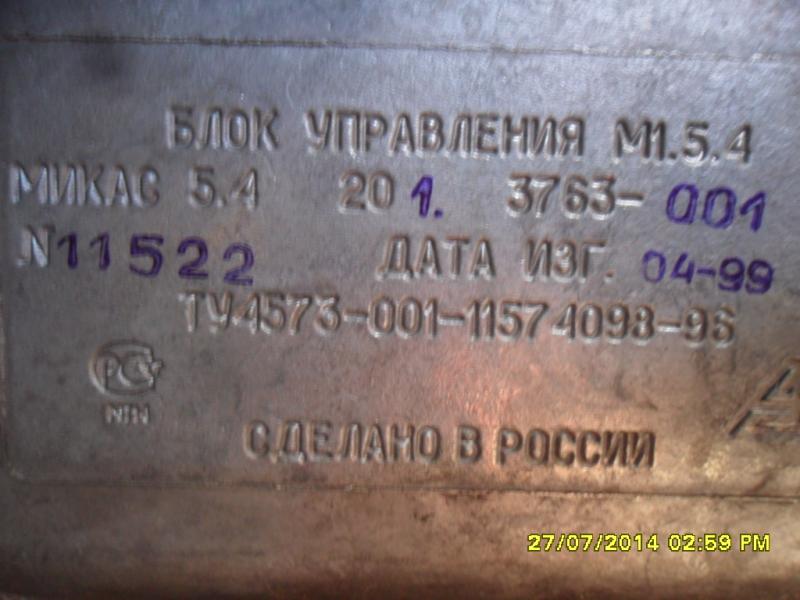 БЛОК УПРАВЛЕНИЯ М1.5.4
МИКАС 5.4 201. 3763-001
N11522 ДАТА ИЗГ. 04-99
ТУ4573-001-11574098-96
РСТ
СДЕЛАНО В РОССИИ
27/07/2014 02:59 PM